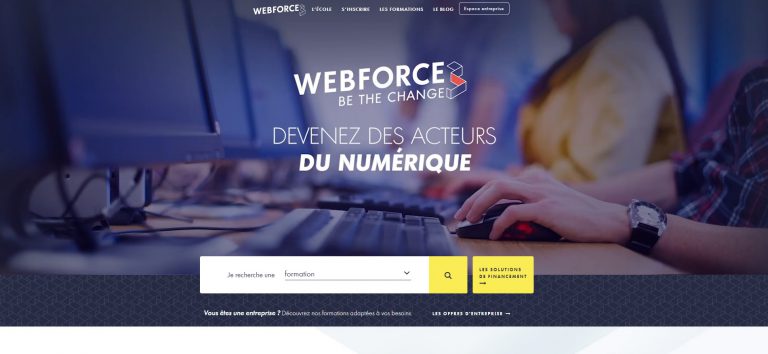 WEBFORCE3 L'ÉCOLE S'INSCRIRE LES FORMATIONS LE BLOG Espace entreprise
WEBFORCE3
BE THE CHANGE
DEVENEZ DES ACTEURS
DU NUMÉRIQUE
Je recherche une formation
LES SOLUTIONS
DE FINANCEMENT
Vous êtes une entreprise ? Découvrez nos formations adaptées à vos besoins LES OFFRES D'ENTREPRISE →